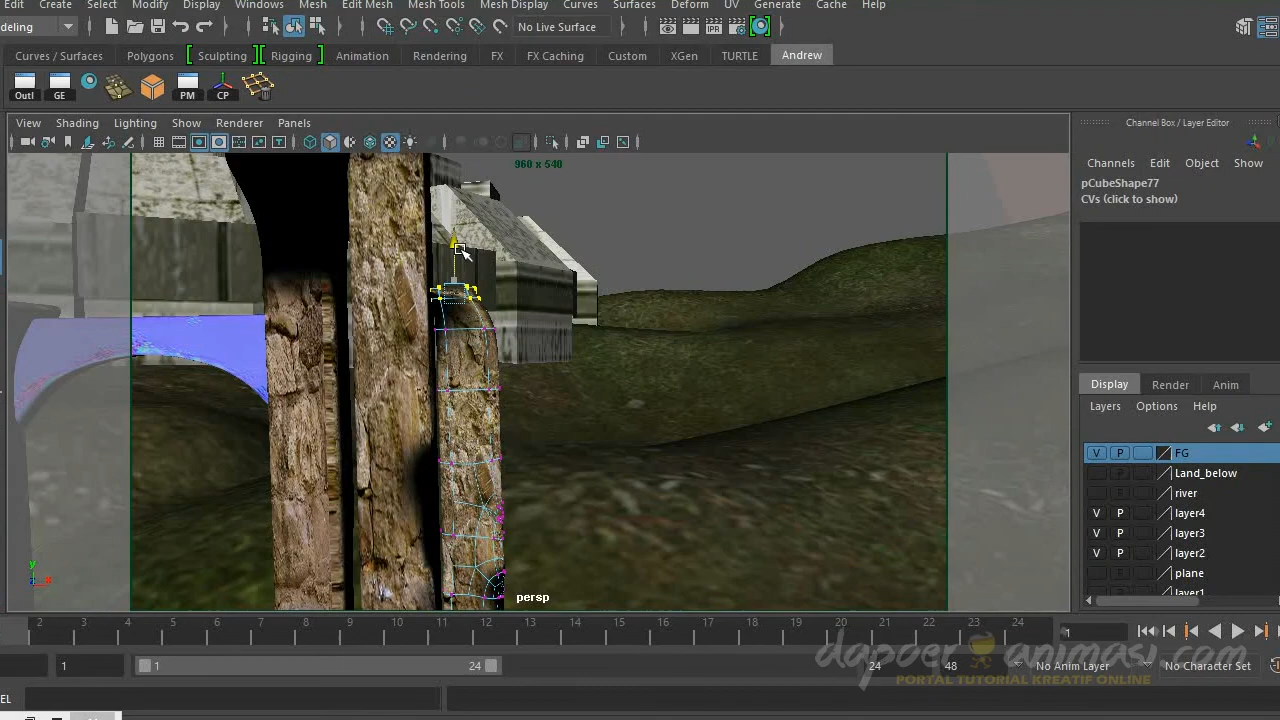 Edit Create Select Modify Display Windows Mesh Edit Mesh Mesh Tools Mesh Display Curves Surfaces Deform UV Generate Cache Help
deling No Live Surface
Curves / Surfaces Polygons Sculpting Rigging Animation Rendering FX FX Caching Custom XGen TURTLE Andrew
Outl GE PM CP
View Shading Lighting Show Renderer Panels
Channel Box / Layer Editor
960 x 540
Channels Edit Object Show
pCubeShape77
CVs (click to show)
Display Render Anim
Layers Options Help
V P FG
P Land_below
P river
V P layer4
V P layer3
V P layer2
P plane
layer1
y
persp
2 3 4 5 6 7 8 9 10 11 12 13 14 15 16 17 18 19 20 21 22 23 24
1
dapoer animasi.com
PORTAL TUTORIAL KREATIF ONLINE
1 1 24 24 48 No Anim Layer No Character Set
EL